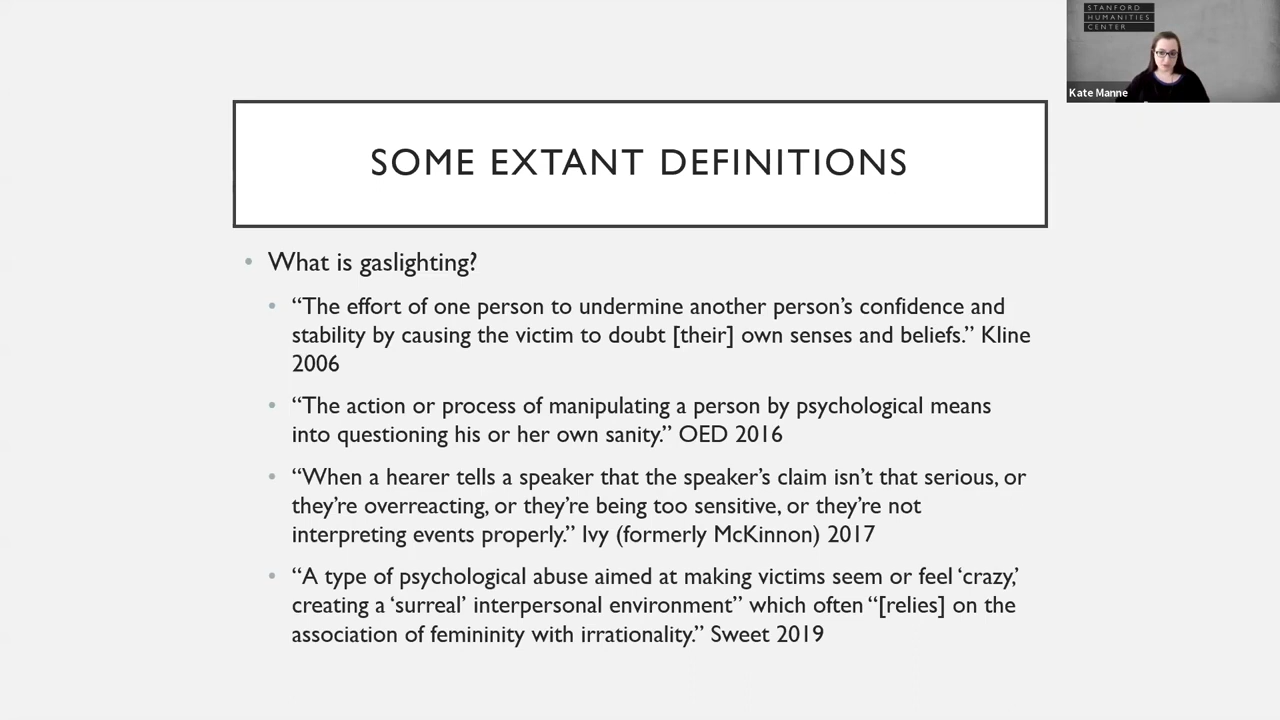 STANFORD
HUMANITIES
CENTER
Kate Manne
SOME EXTANT DEFINITIONS
• What is gaslighting?
• “The effort of one person to undermine another person’s confidence and
stability by causing the victim to doubt [their] own senses and beliefs.” Kline
2006
• “The action or process of manipulating a person by psychological means
into questioning his or her own sanity.” OED 2016
• “When a hearer tells a speaker that the speaker’s claim isn’t that serious, or
they’re overreacting, or they’re being too sensitive, or they’re not
interpreting events properly.” Ivy (formerly McKinnon) 2017
• “A type of psychological abuse aimed at making victims seem or feel ‘crazy,’
creating a ‘surreal’ interpersonal environment” which often “[relies] on the
association of femininity with irrationality.” Sweet 2019